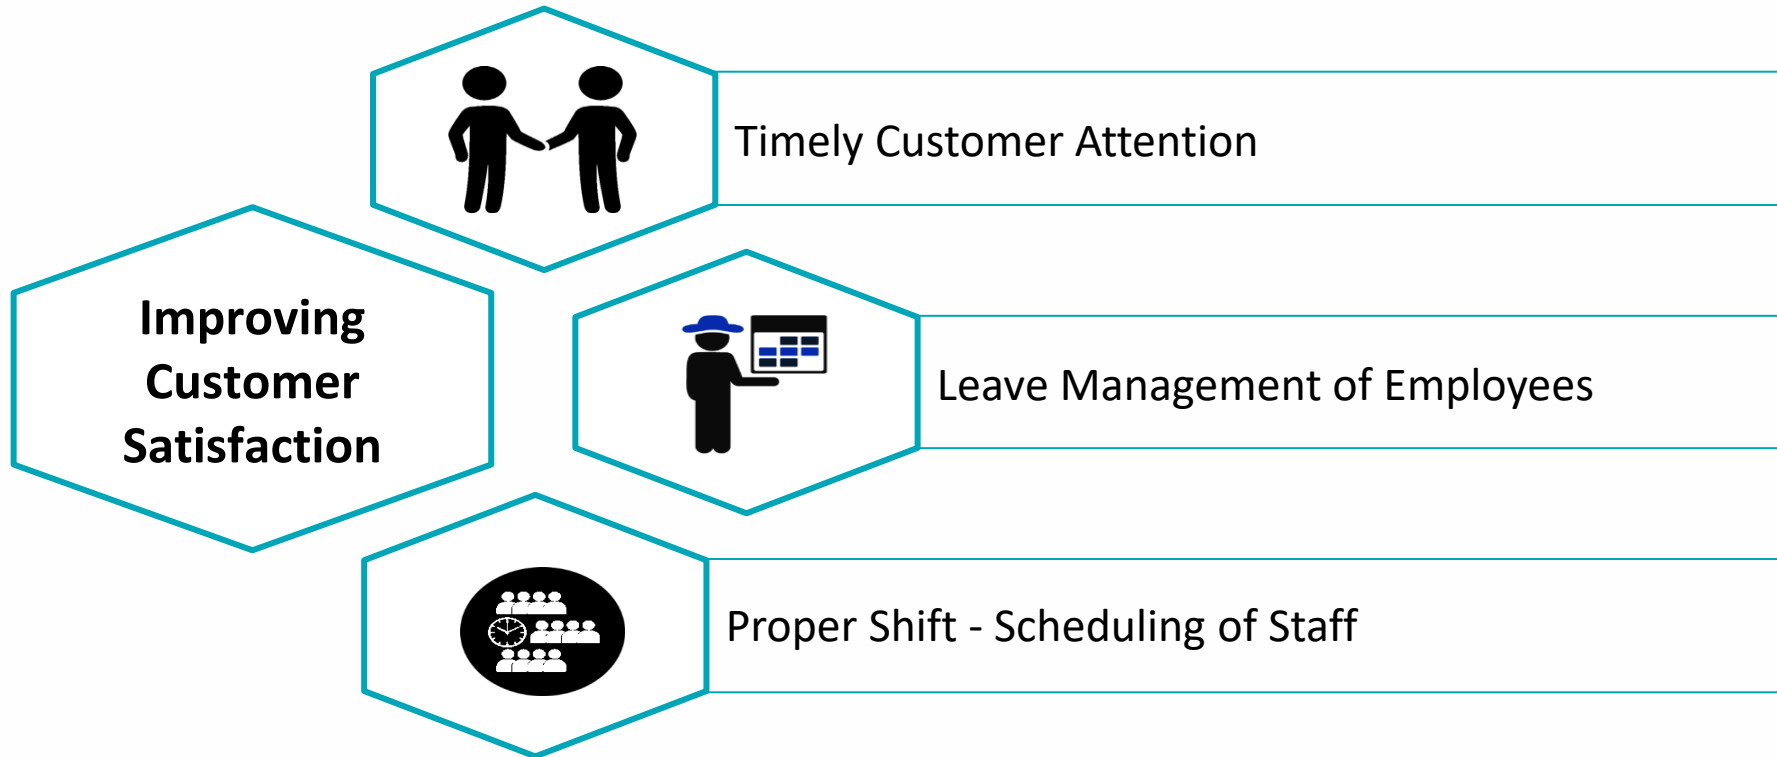 Timely Customer Attention
Improving
Customer
Satisfaction
Leave Management of Employees
Proper Shift - Scheduling of Staff